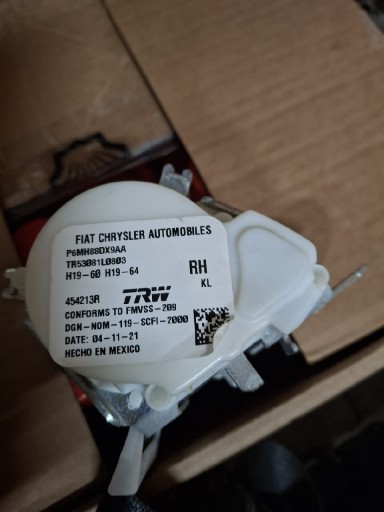 FIAT CHRYSLER AUTOMOBILES
P6MH88DX9AA
TR53081L0803
H19-60 H19-64
RH
KL
454213R TRW
CONFORMS TO FMVSS-209
DGN-NOM-119-SCFI-2000
DATE: 04-11-21
HECHO EN MEXICO